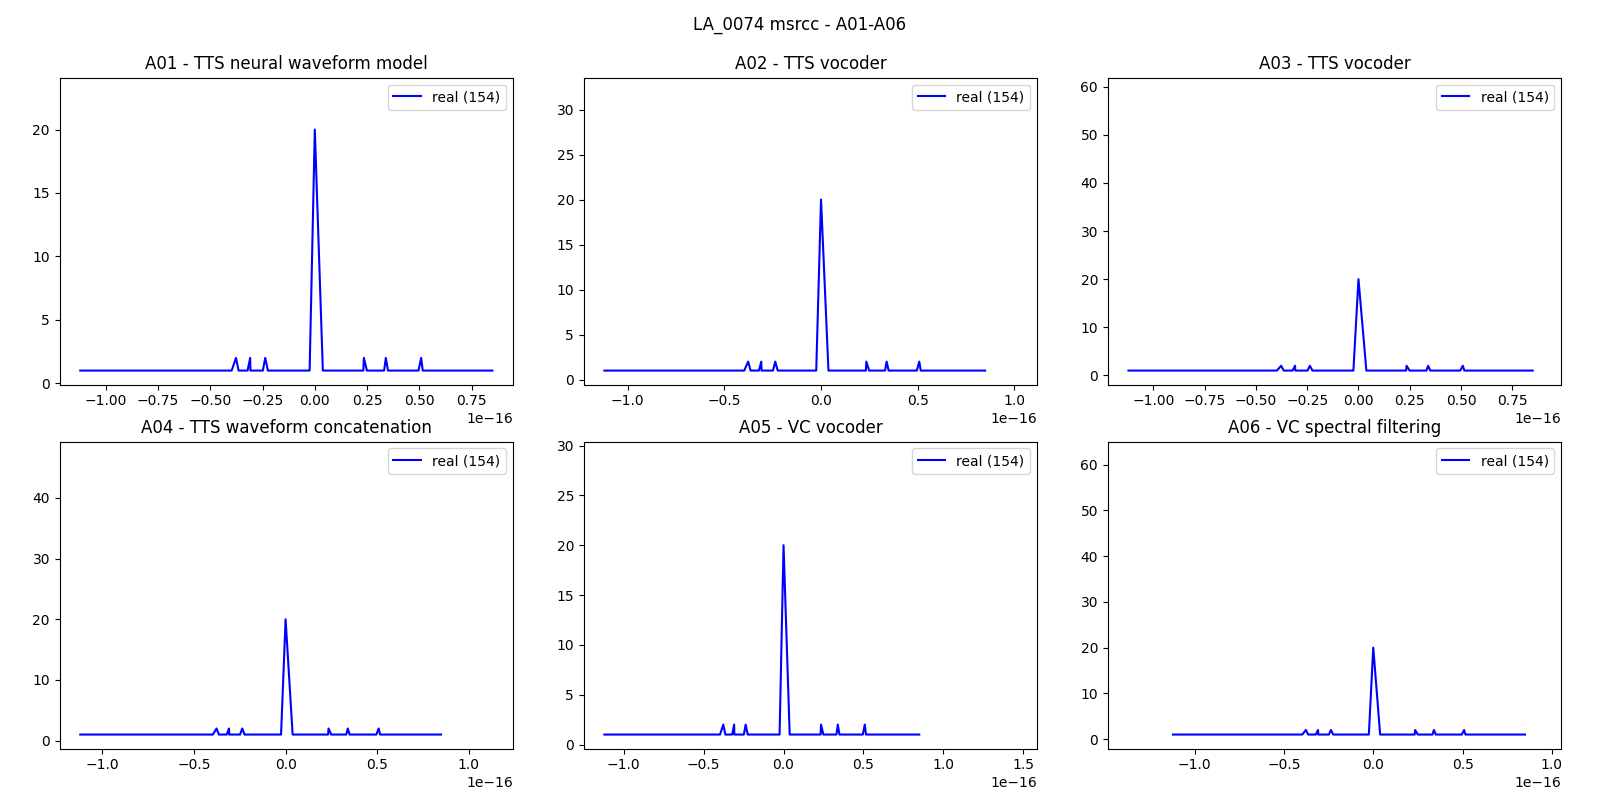 LA_0074 msrcc - A01-A06
A01 - TTS neural waveform model
real (154)
20
15
10
5
0
−1.00 −0.75 −0.50 −0.25 0.00 0.25 0.50 0.75
1e−16
A02 - TTS vocoder
real (154)
30
25
20
15
10
5
0
−1.0 −0.5 0.0 0.5 1.0
1e−16
A03 - TTS vocoder
real (154)
60
50
40
30
20
10
0
−1.00 −0.75 −0.50 −0.25 0.00 0.25 0.50 0.75
1e−16
A04 - TTS waveform concatenation
real (154)
40
30
20
10
0
−1.0 −0.5 0.0 0.5 1.0
1e−16
A05 - VC vocoder
real (154)
30
25
20
15
10
5
0
−1.0 −0.5 0.0 0.5 1.0 1.5
1e−16
A06 - VC spectral filtering
real (154)
60
50
40
30
20
10
0
−1.0 −0.5 0.0 0.5 1.0
1e−16